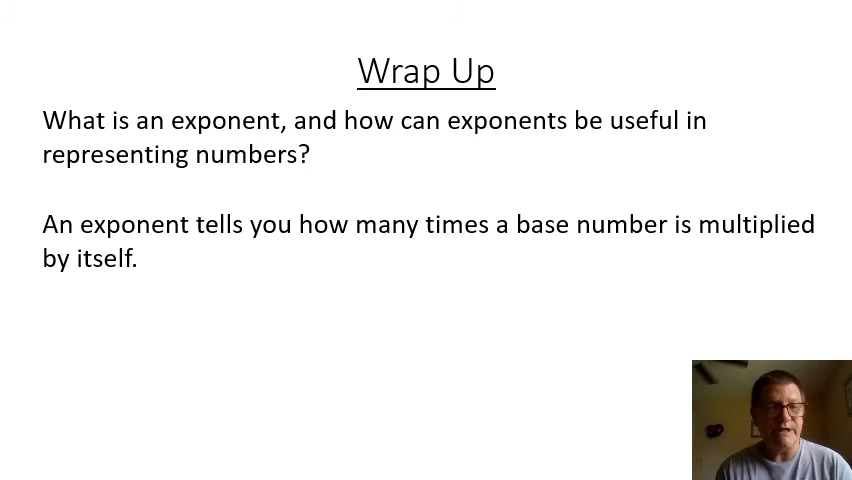 Wrap Up
What is an exponent, and how can exponents be useful in
representing numbers?
An exponent tells you how many times a base number is multiplied
by itself.